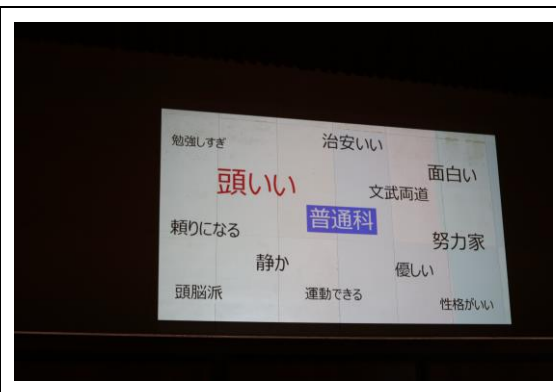 勉強しすぎ
治安いい
面白い
頭いい
文武両道
普通科
頼りになる
努力家
静か
優しい
頭脳派
運動できる
性格がいい